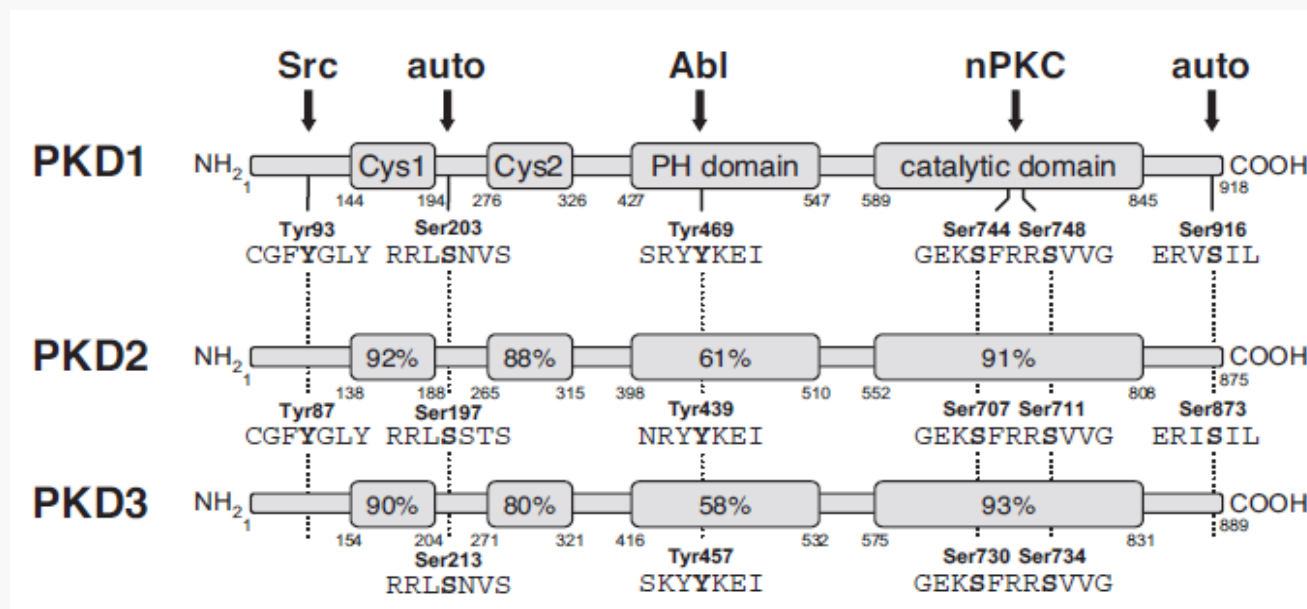 Src auto Abl nPKC auto
PKD1 NH2 Cys1 Cys2 PH domain catalytic domain COOH
1 144 194 276 326 427 547 589 845 918
Tyr93 Ser203 Tyr469 Ser744 Ser748 Ser916
CGFYGLY RRLSNVS SRYYKEI GEKSFRRSVVG ERVSIL
PKD2 NH2 92% 88% 61% 91% COOH
1 138 188 265 315 398 510 552 808 875
Tyr87 Ser197 Tyr439 Ser707 Ser711 Ser873
CGFYGLY RRLSSTS NRYYKEI GEKSFRRSVVG ERISIL
PKD3 NH2 90% 80% 58% 93% COOH
1 154 204 271 321 416 532 575 831 889
Ser213 Tyr457 Ser730 Ser734
RRLSNVS SKYYKEI GEKSFRRSVVG